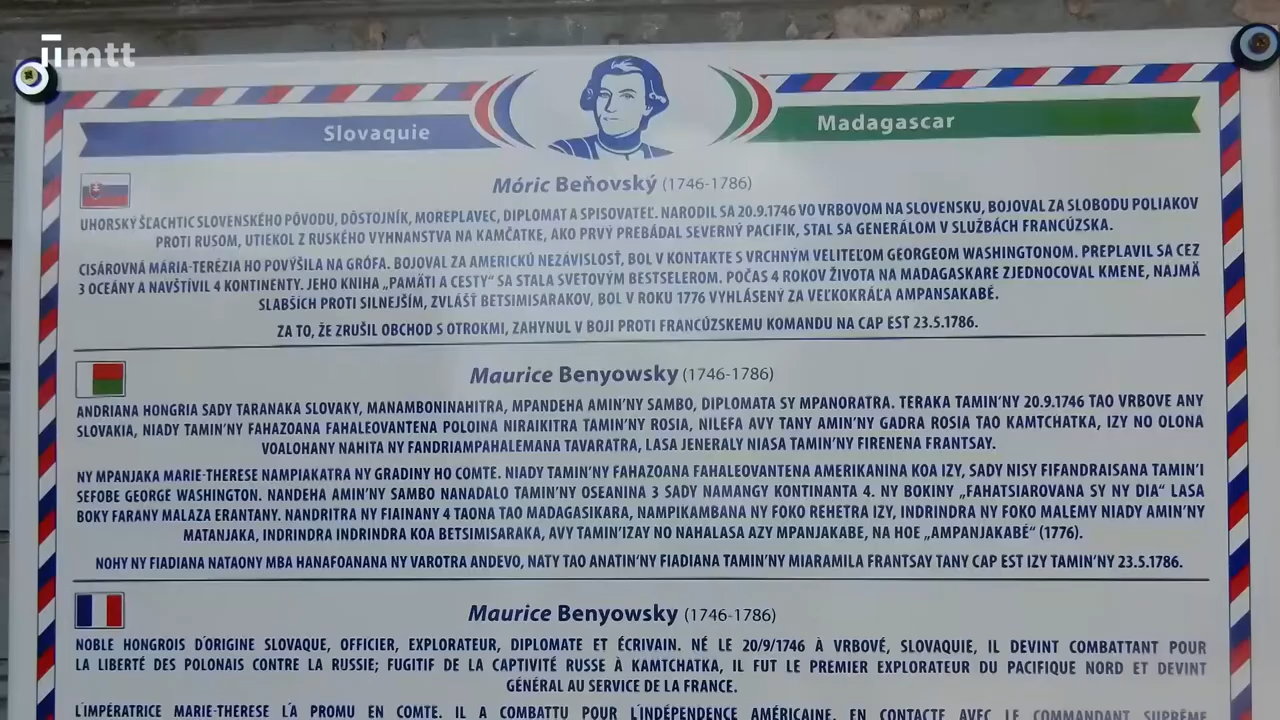 mtt
Slovaquie
Madagascar
Móric Beňovský (1746-1786)
UHORSKÝ ŠĽACHTIC SLOVENSKÉHO PÔVODU, DÔSTOJNÍK, MOREPLAVEC, DIPLOMAT A SPISOVATEĽ. NARODIL SA 20.9.1746 VO VRBOVOM NA SLOVENSKU, BOJOVAL ZA SLOBODU POLIAKOV
PROTI RUSOM, UTIEKOL Z RUSKÉHO VYHNANSTVA NA KAMČATKE, AKO PRVÝ PREBÁDAL SEVERNÝ PACIFIK, STAL SA GENERÁLOM V SLUŽBÁCH FRANCÚZSKA.
CISÁROVNÁ MÁRIA-TERÉZIA HO POVÝŠILA NA GRÓFA. BOJOVAL ZA AMERICKÚ NEZÁVISLOSŤ, BOL V KONTAKTE S VRCHNÝM VELITEĽOM GEORGEOM WASHINGTONOM. PREPLAVIL SA CEZ
3 OCEÁNY A NAVŠTÍVIL 4 KONTINENTY. JEHO KNIHA „PAMÄTI A CESTY“ SA STALA SVETOVÝM BESTSELEROM. POČAS 4 ROKOV ŽIVOTA NA MADAGASKARE ZJEDNOCOVAL KMENE, NAJMÄ
SLABŠÍCH PROTI SILNEJŠÍM, ZVLÁŠŤ BETSIMISARAKOV, BOL V ROKU 1776 VYHLÁSENÝ ZA VEĽKOKRÁĽA AMPANSAKABÉ.
ZA TO, ŽE ZRUŠIL OBCHOD S OTROKMI, ZAHYNUL V BOJI PROTI FRANCÚZSKEMU KOMANDU NA CAP EST 23.5.1786.
Maurice Benyowsky (1746-1786)
ANDRIANA HONGRIA SADY TARANAKA SLOVAKY, MANAMBONINAHITRA, MPANDEHA AMIN'NY SAMBO, DIPLOMATA SY MPANORATRA. TERAKA TAMIN'NY 20.9.1746 TAO VRBOVE ANY
SLOVAKIA, NIADY TAMIN'NY FAHAZOANA FAHALEOVANTENA POLOINA NIRAIKITRA TAMIN'NY ROSIA, NILEFA AVY TANY AMIN'NY GADRA ROSIA TAO KAMTCHATKA, IZY NO OLONA
VOALOHANY NAHITA NY FANDRIAMPAHALEMANA TAVARATRA, LASA JENERALY NIASA TAMIN'NY FIRENENA FRANTSAY.
NY MPANJAKA MARIE-THERESE NAMPIAKATRA NY GRADINY HO COMTE. NIADY TAMIN'NY FAHAZOANA FAHALEOVANTENA AMERIKANINA KOA IZY, SADY NISY FIFANDRAISANA TAMIN'I
SEFOBE GEORGE WASHINGTON. NANDEHA AMIN'NY SAMBO NANADALO TAMIN'NY OSEANINA 3 SADY NAMANGY KONTINANTA 4. NY BOKINY „FAHATSIAROVANA SY NY DIA“ LASA
BOKY FARANY MALAZA ERANTANY. NANDRITRA NY FIAINANY 4 TAONA TAO MADAGASIKARA, NAMPIKAMBANA NY FOKO REHETRA IZY, INDRINDRA NY FOKO MALEMY NIADY AMIN'NY
MATANJAKA, INDRINDRA INDRINDRA KOA BETSIMISARAKA, AVY TAMIN'IZAY NO NAHALASA AZY MPANJAKABE, NA HOE „AMPANJAKABÉ“ (1776).
NOHY NY FIADIANA NATAONY MBA HANAFOANANA NY VAROTRA ANDEVO, NATY TAO ANATIN'NY FIADIANA TAMIN'NY MIARAMILA FRANTSAY TANY CAP EST IZY TAMIN'NY 23.5.1786.
Maurice Benyowsky (1746-1786)
NOBLE HONGROIS D'ORIGINE SLOVAQUE, OFFICIER, EXPLORATEUR, DIPLOMATE ET ÉCRIVAIN. NÉ LE 20/9/1746 À VRBOVÉ, SLOVAQUIE, IL DEVINT COMBATTANT POUR
LA LIBERTÉ DES POLONAIS CONTRE LA RUSSIE; FUGITIF DE LA CAPTIVITÉ RUSSE À KAMTCHATKA, IL FUT LE PREMIER EXPLORATEUR DU PACIFIQUE NORD ET DEVINT
GÉNÉRAL AU SERVICE DE LA FRANCE.
L'IMPÉRATRICE MARIE-THERESE L'A PROMU EN COMTE. IL A COMBATTU POUR L'INDÉPENDENCE AMÉRICAINE, EN CONTACTE AVEC LE COMMANDANT SUPRÊME